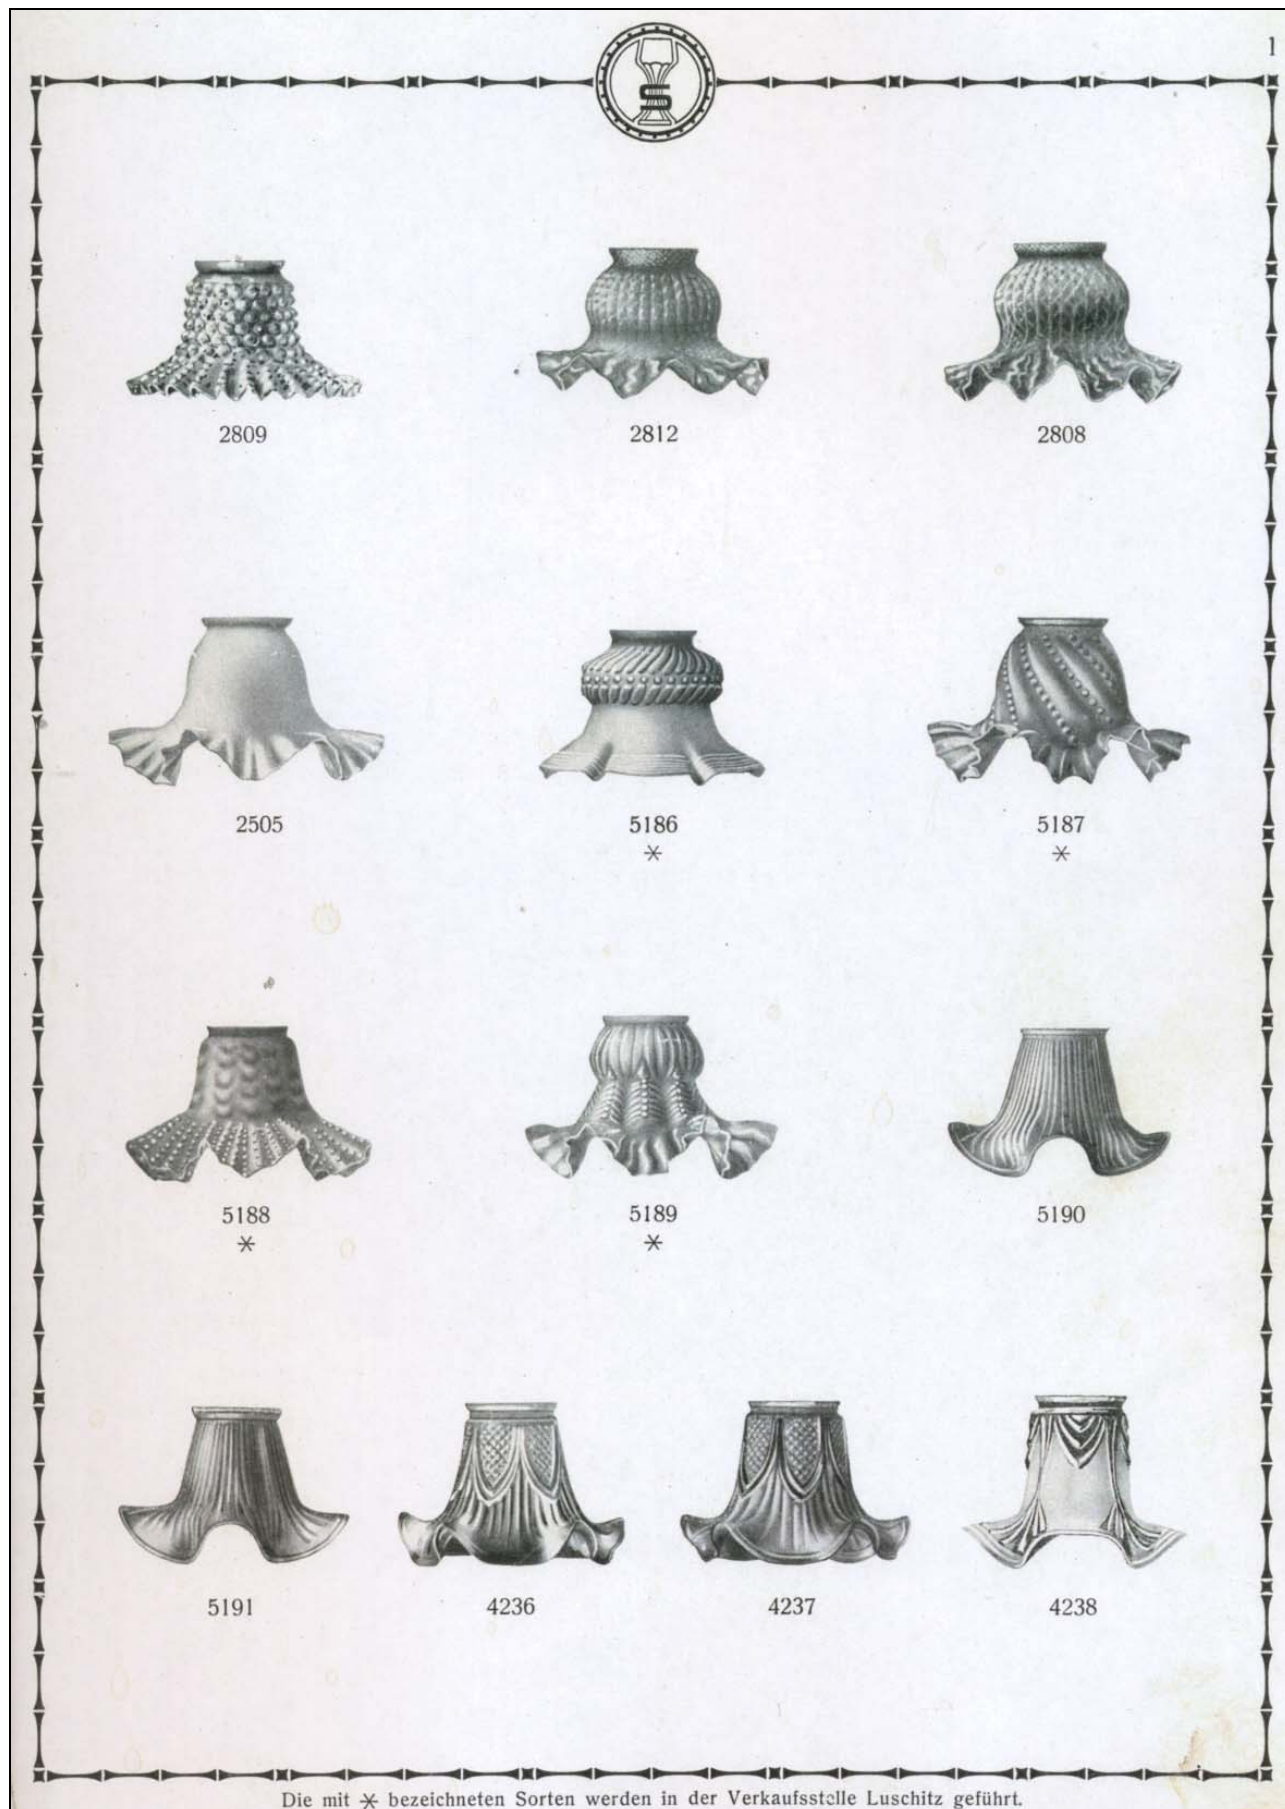 1
S
2809 2812 2808
2505 5186 5187
* *
5188 5189 5190
* *
5191 4236 4237 4238
Die mit * bezeichneten Sorten werden in der Verkaufsstelle Luschitz geführt.